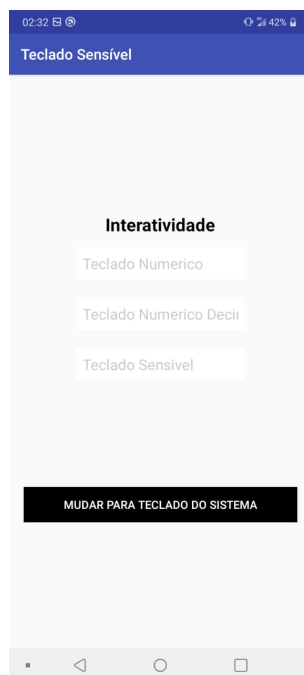 02:32 42%
Teclado Sensível
Interatividade
Teclado Numerico
Teclado Numerico Deci
Teclado Sensivel
MUDAR PARA TECLADO DO SISTEMA